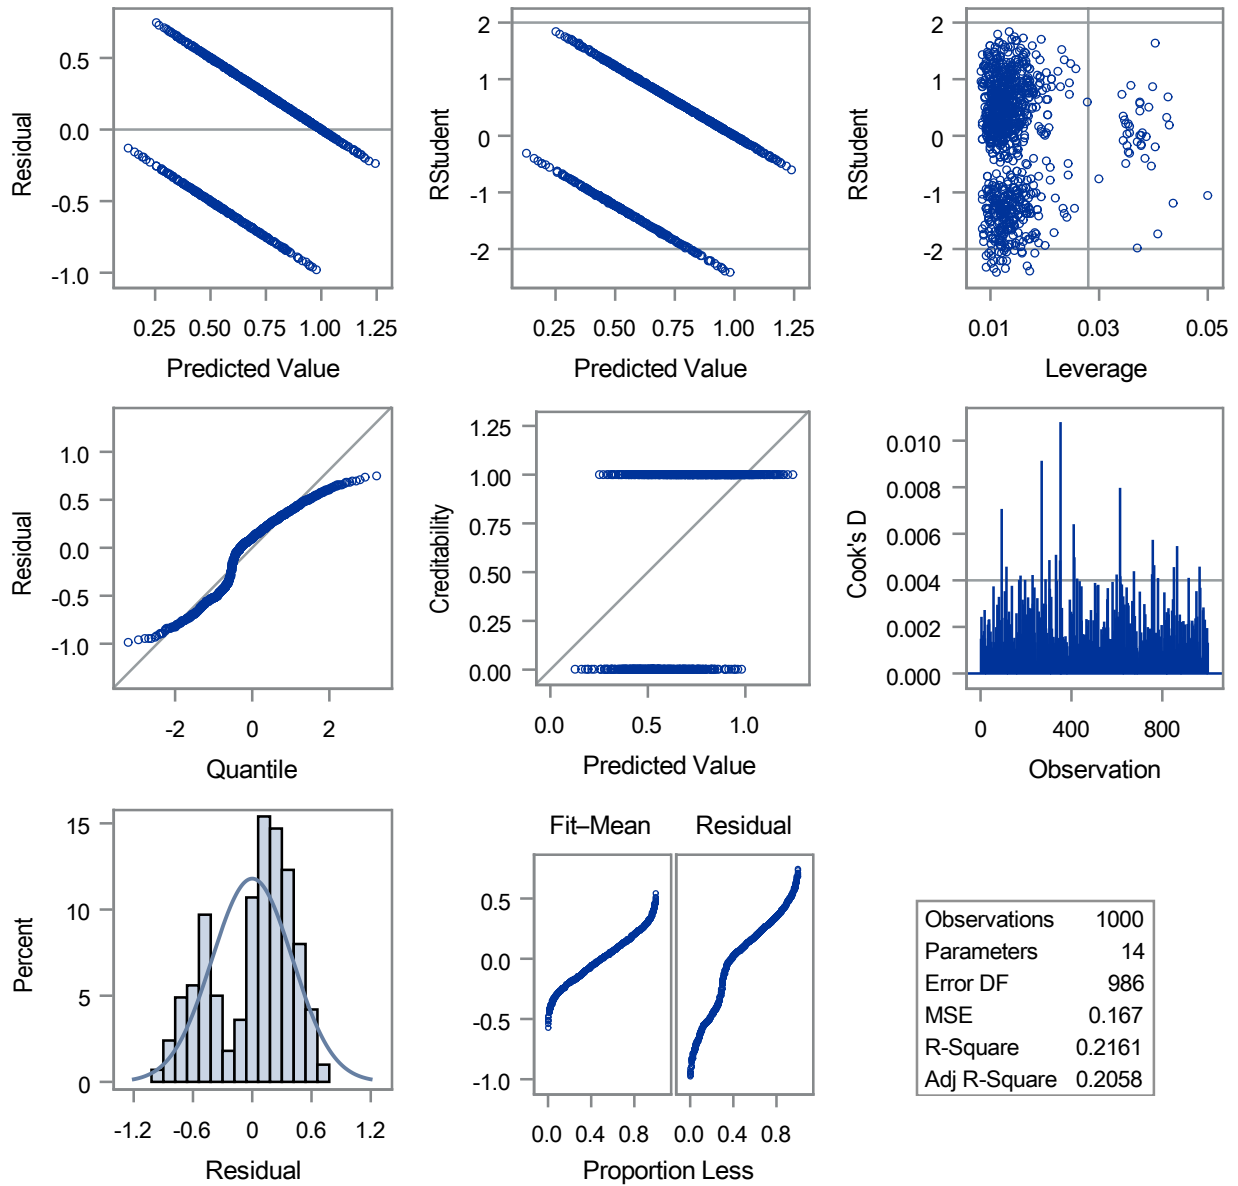 0.5
0.0
-0.5
-1.0
Residual
0.25 0.50 0.75 1.00 1.25
Predicted Value
2
1
0
-1
-2
RStudent
0.25 0.50 0.75 1.00 1.25
Predicted Value
2
1
0
-1
-2
RStudent
0.01 0.03 0.05
Leverage
1.0
0.5
0.0
-0.5
-1.0
Residual
-2 0 2
Quantile
1.25
1.00
0.75
0.50
0.25
0.00
Creditability
0.0 0.5 1.0
Predicted Value
0.010
0.008
0.006
0.004
0.002
0.000
Cook's D
0 400 800
Observation
15
10
5
0
Percent
-1.2 -0.6 0 0.6 1.2
Residual
Fit–Mean Residual
0.5
0.0
-0.5
-1.0
0.0 0.4 0.8 0.0 0.4 0.8
Proportion Less
Observations 1000
Parameters 14
Error DF 986
MSE 0.167
R-Square 0.2161
Adj R-Square 0.2058